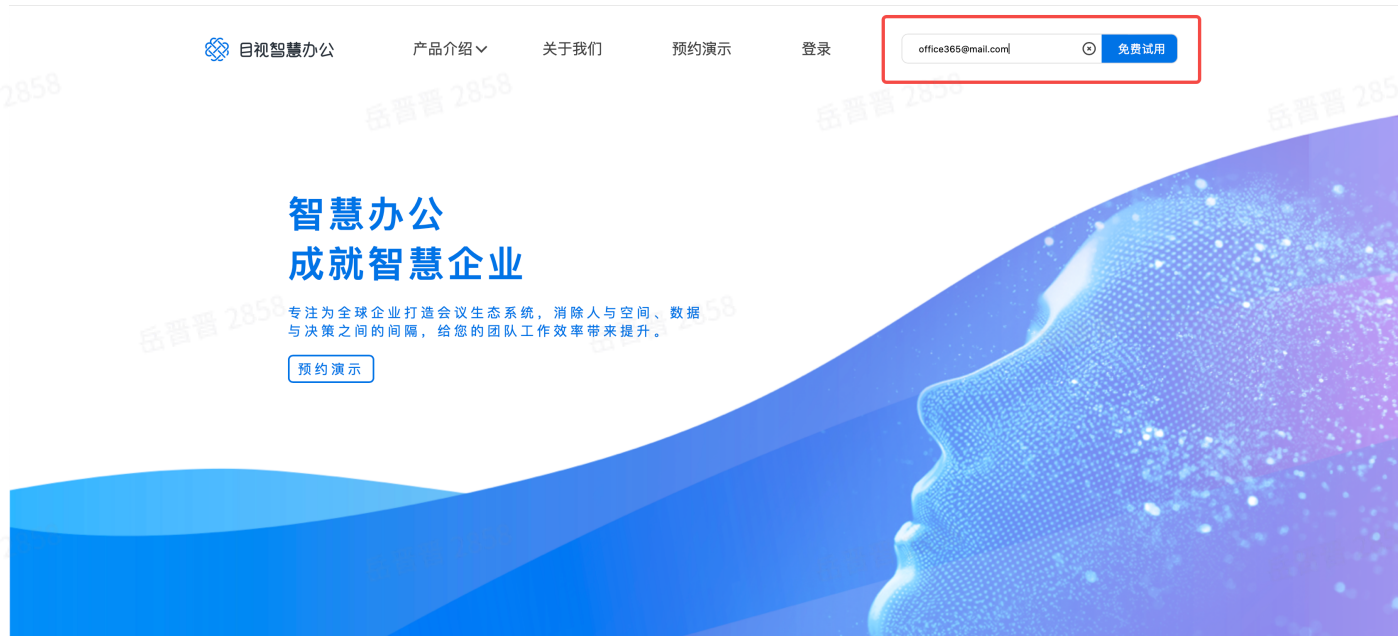 目视智慧办公
产品介绍
关于我们
预约演示
登录
office365@mail.com
免费试用
岳晋晋 2858
智慧办公
成就智慧企业
专注为全球企业打造会议生态系统，消除人与空间、数据
与决策之间的间隔，给您的团队工作效率带来提升。
预约演示